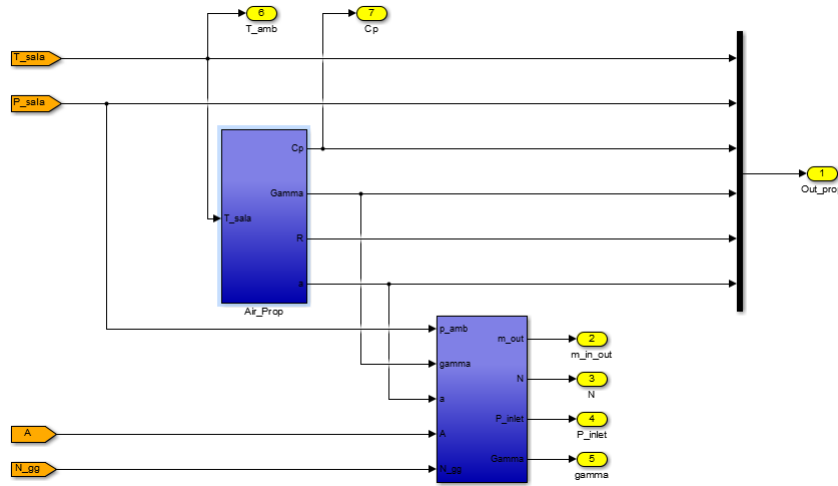 6
T_amb
7
Cp
T_sala
P_sala
Cp
Gamma
T_sala
R
a
Air_Prop
1
Out_prop
p_amb
m_out
2
m_in_out
gamma
N
3
N
a
P_inlet
4
P_inlet
A
A
Gamma
5
gamma
N_gg
N_gg